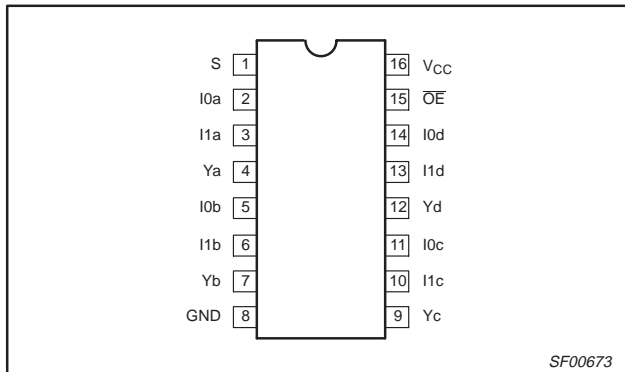 S 1 16 VCC
I0a 2 15 OE
I1a 3 14 I0d
Ya 4 13 I1d
I0b 5 12 Yd
I1b 6 11 I0c
Yb 7 10 I1c
GND 8 9 Yc
SF00673